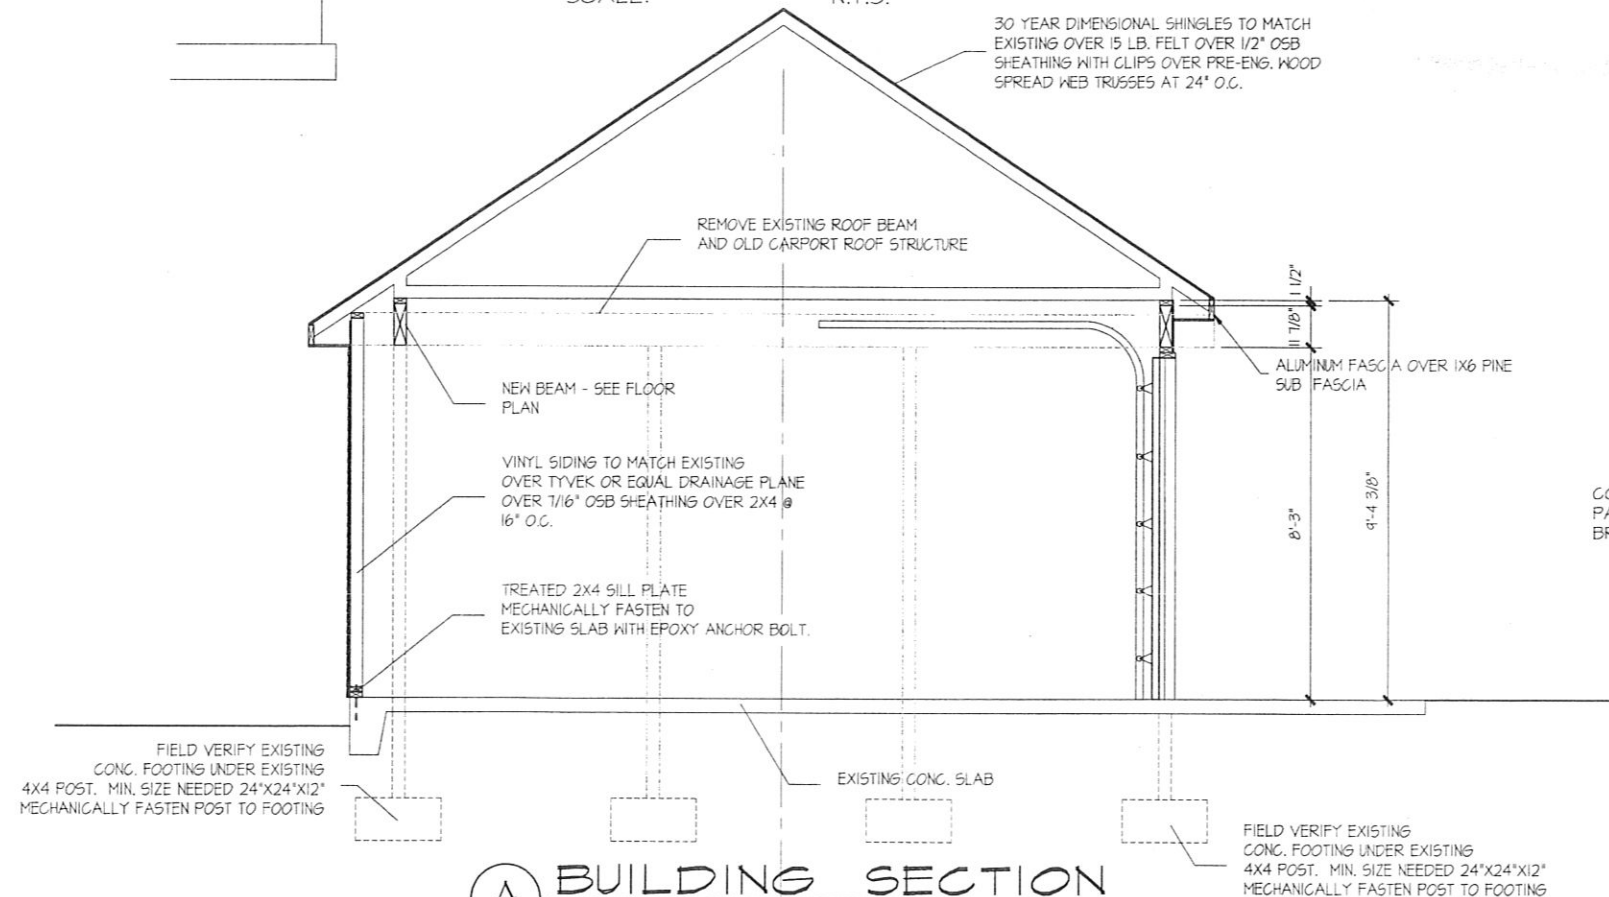 SCALE: N.T.S.
30 YEAR DIMENSIONAL SHINGLES TO MATCH
EXISTING OVER 15 LB. FELT OVER 1/2" OSB
SHEATHING WITH CLIPS OVER PRE-ENG. WOOD
SPREAD WEB TRUSSES AT 24" O.C.
REMOVE EXISTING ROOF BEAM
AND OLD CARPORT ROOF STRUCTURE
1 1/2"
11 7/8"
ALUMINUM FASCIA OVER 1X6 PINE
SUB FASCIA
NEW BEAM - SEE FLOOR
PLAN
VINYL SIDING TO MATCH EXISTING
OVER TYVEK OR EQUAL DRAINAGE PLANE
OVER 7/16" OSB SHEATHING OVER 2X4 @
16" O.C.
8'-3"
9'-4 3/8"
CO
PA
BR
TREATED 2X4 SILL PLATE
MECHANICALLY FASTEN TO
EXISTING SLAB WITH EPOXY ANCHOR BOLT.
FIELD VERIFY EXISTING
CONC. FOOTING UNDER EXISTING
4X4 POST. MIN. SIZE NEEDED 24"X24"X12"
MECHANICALLY FASTEN POST TO FOOTING
EXISTING CONC. SLAB
FIELD VERIFY EXISTING
CONC. FOOTING UNDER EXISTING
4X4 POST. MIN. SIZE NEEDED 24"X24"X12"
MECHANICALLY FASTEN POST TO FOOTING
A BUILDING SECTION